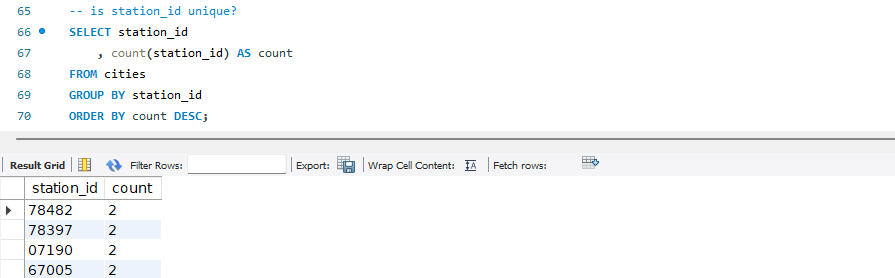 65 -- is station_id unique?
66 SELECT station_id
67 , count(station_id) AS count
68 FROM cities
69 GROUP BY station_id
70 ORDER BY count DESC;
Result Grid Filter Rows: Export: Wrap Cell Content: IA Fetch rows:
station_id count
78482 2
78397 2
07190 2
67005 2